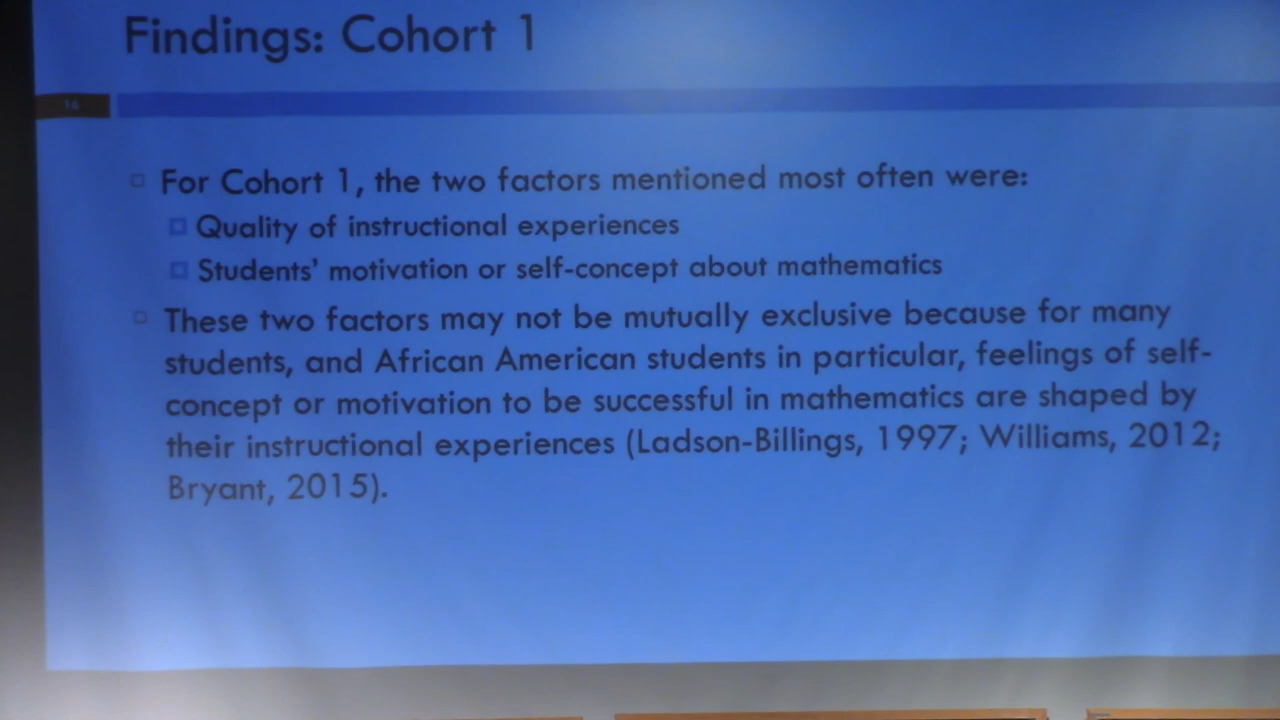 Findings: Cohort 1
16
For Cohort 1, the two factors mentioned most often were:
Quality of instructional experiences
Students' motivation or self-concept about mathematics
These two factors may not be mutually exclusive because for many
students, and African American students in particular, feelings of self-
concept or motivation to be successful in mathematics are shaped by
their instructional experiences (Ladson-Billings, 1997; Williams, 2012;
Bryant, 2015).